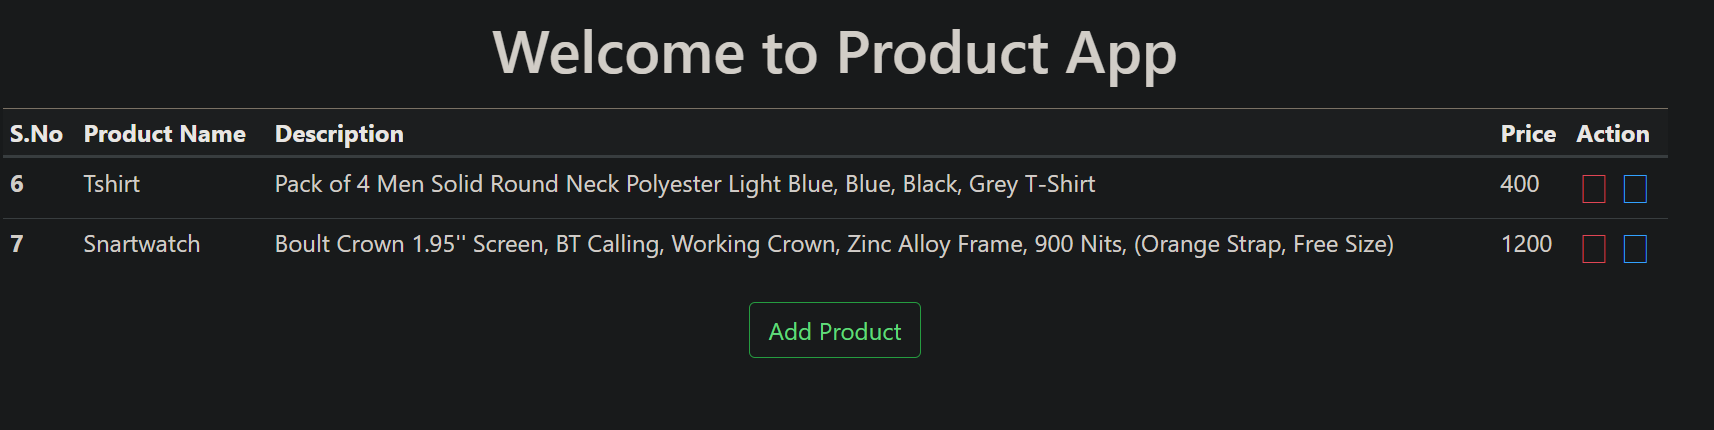 Welcome to Product App
S.No Product Name Description Price Action
6 Tshirt Pack of 4 Men Solid Round Neck Polyester Light Blue, Blue, Black, Grey T-Shirt 400
7 Snartwatch Boult Crown 1.95'' Screen, BT Calling, Working Crown, Zinc Alloy Frame, 900 Nits, (Orange Strap, Free Size) 1200
Add Product